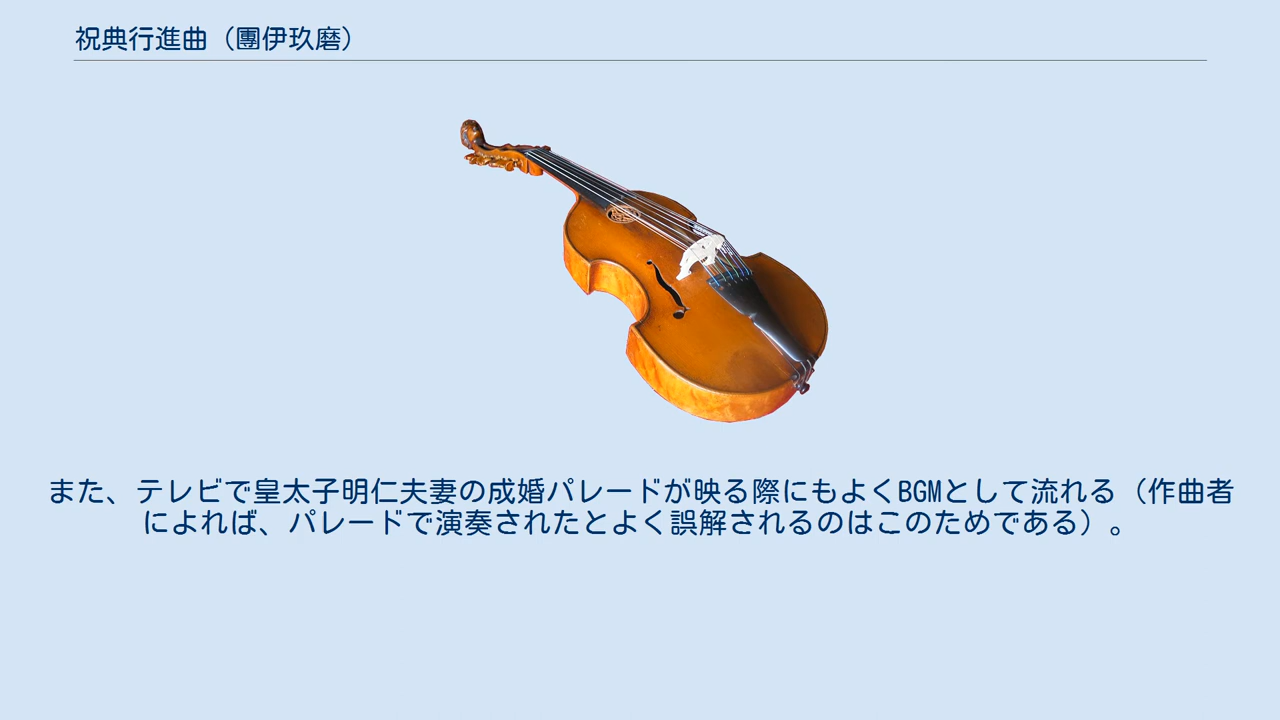 祝典行進曲（團伊玖磨）
また、テレビで皇太子明仁夫妻の成婚パレードが映る際にもよくBGMとして流れる（作曲者
によれば、パレードで演奏されたとよく誤解されるのはこのためである）。